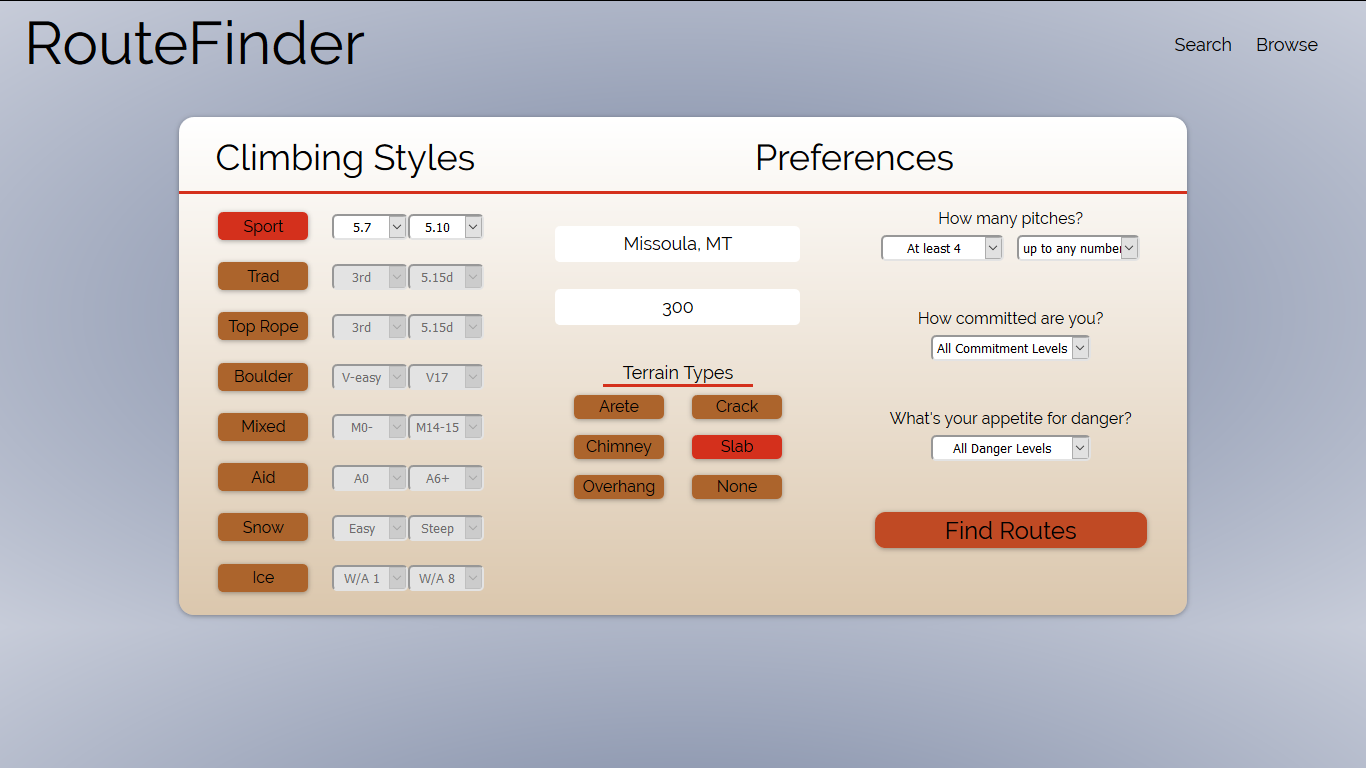 RouteFinder
Search Browse
Climbing Styles
Preferences
Sport 5.7 5.10
Trad 3rd 5.15d
Top Rope 3rd 5.15d
Boulder V-easy V17
Mixed M0- M14-15
Aid A0 A6+
Snow Easy Steep
Ice W/A 1 W/A 8
Missoula, MT
300
Terrain Types
Arete Crack
Chimney Slab
Overhang None
How many pitches?
At least 4 up to any number
How committed are you?
All Commitment Levels
What's your appetite for danger?
All Danger Levels
Find Routes